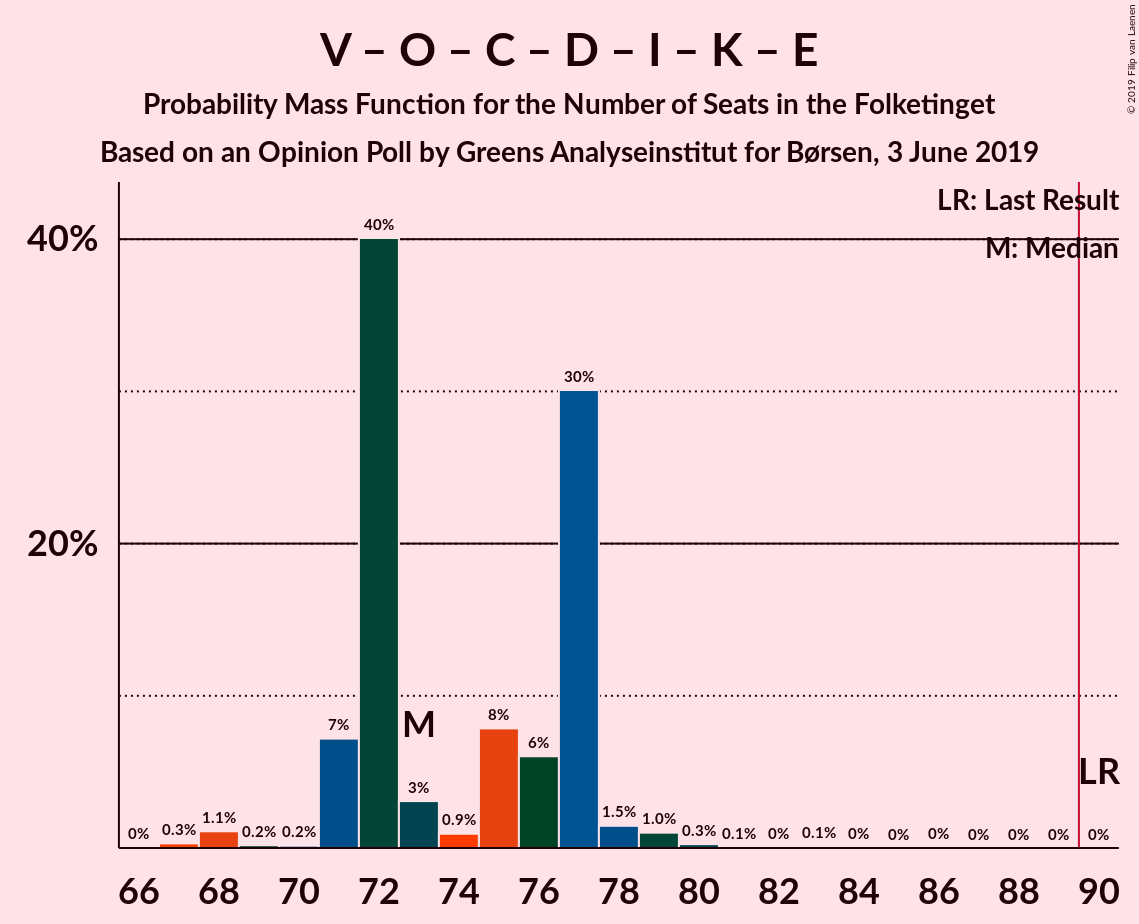 V – O – C – D – I – K – E
Probability Mass Function for the Number of Seats in the Folketinget
Based on an Opinion Poll by Greens Analyseinstitut for Børsen, 3 June 2019
© 2019 Filip van Laenen
LR: Last Result
M: Median
40%
20%
0% 0.3% 1.1% 0.2% 0.2% 7% 40% 3% 0.9% 8% 6% 30% 1.5% 1.0% 0.3% 0.1% 0% 0.1% 0% 0% 0% 0% 0% 0% 0%
M
LR
66 68 70 72 74 76 78 80 82 84 86 88 90